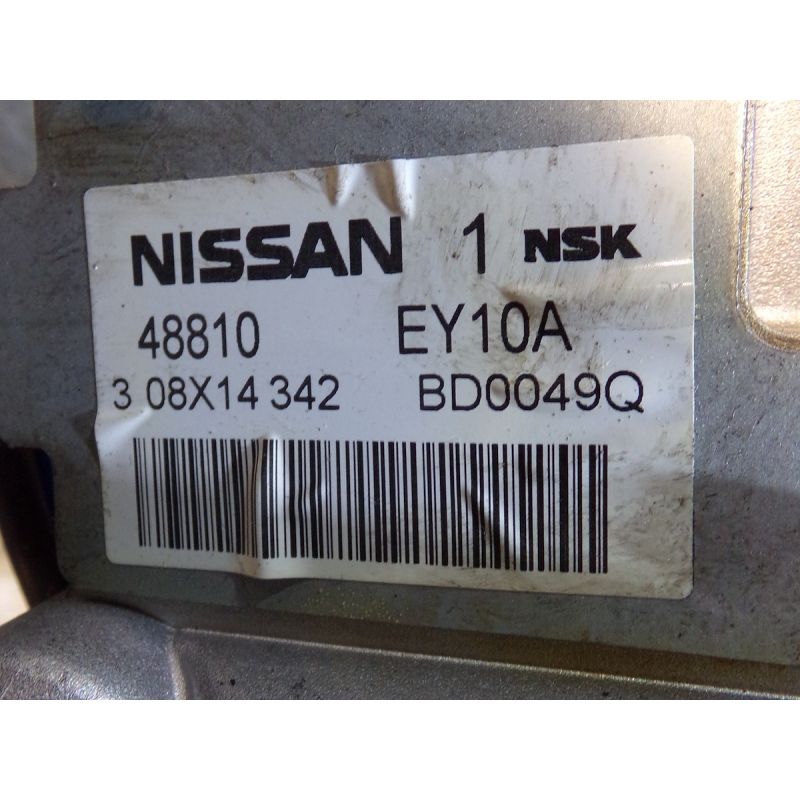 NISSAN 1 NSK
48810 EY10A
3 08X14 342 BD0049Q